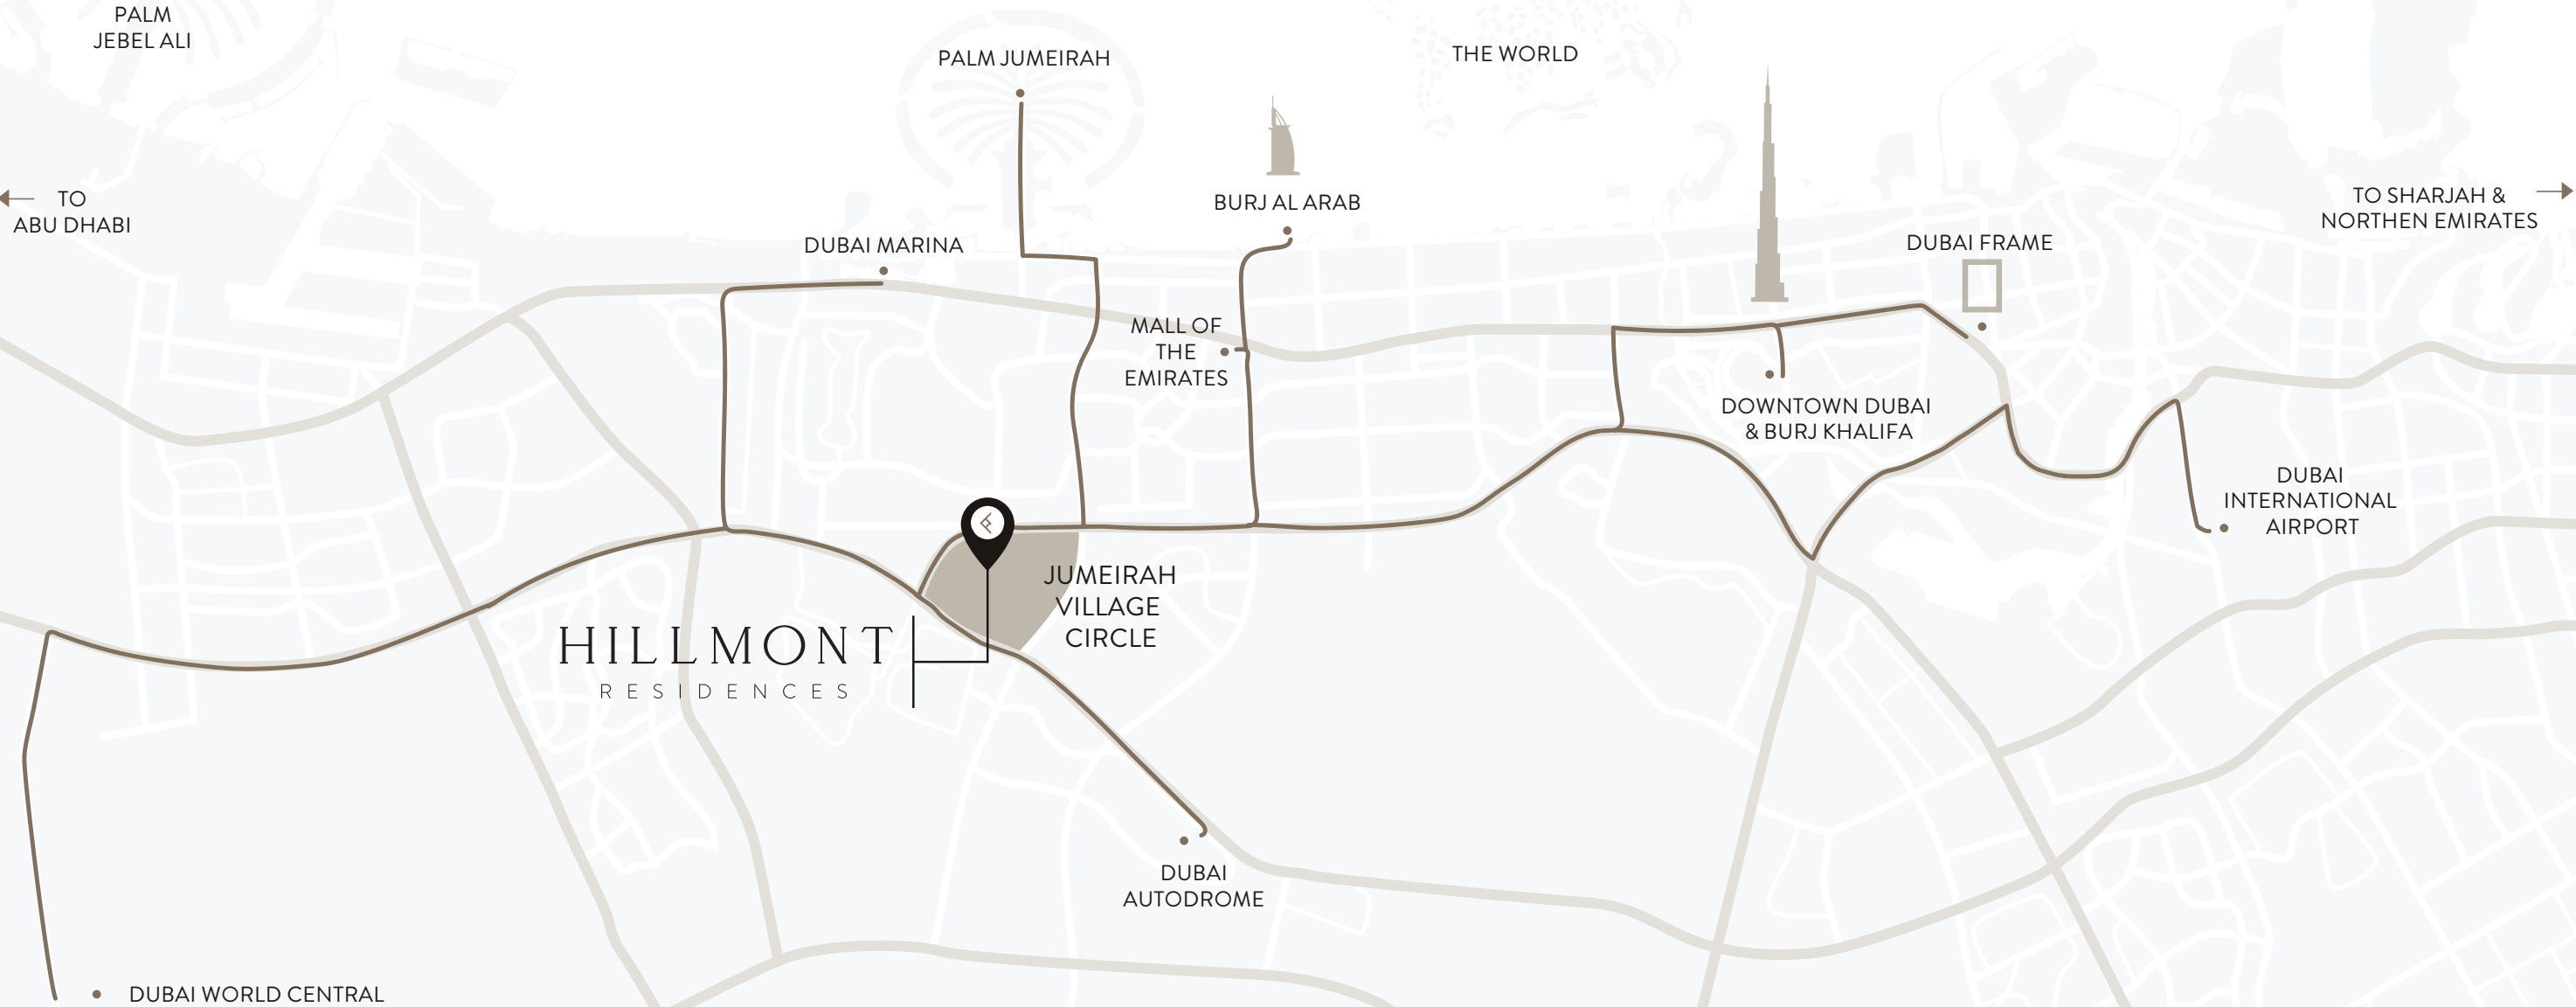 PALM
JEBEL ALI
PALM JUMEIRAH
THE WORLD
TO
ABU DHABI
BURJ AL ARAB
TO SHARJAH &
NORTHEN EMIRATES
DUBAI MARINA
DUBAI FRAME
MALL OF
THE
EMIRATES
DOWNTOWN DUBAI
& BURJ KHALIFA
DUBAI
INTERNATIONAL
AIRPORT
JUMEIRAH
VILLAGE
CIRCLE
HILLMONT
RESIDENCES
DUBAI
AUTODROME
DUBAI WORLD CENTRAL